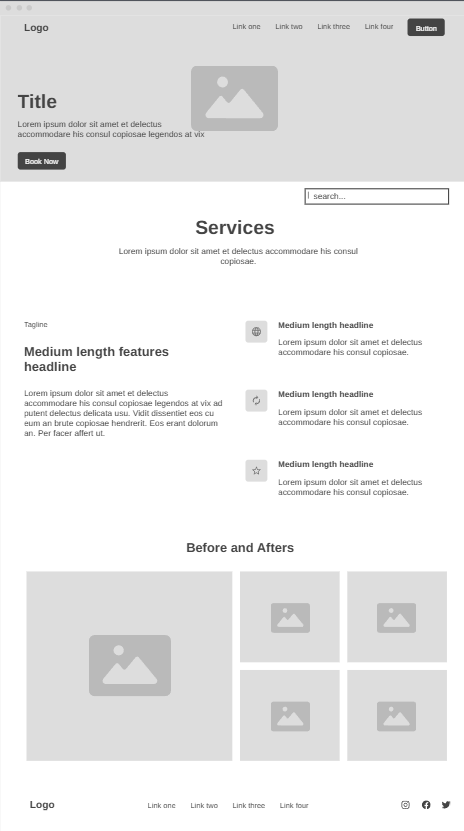 Logo
Link one Link two Link three Link four Button
Title
Lorem ipsum dolor sit amet et delectus
accommodare his consul copiosae legendos at vix
Book Now
search...
Services
Lorem ipsum dolor sit amet et delectus accommodare his consul
copiosae.
Tagline
Medium length features
headline
Lorem ipsum dolor sit amet et delectus
accommodare his consul copiosae legendos at vix ad
putent delectus delicata usu. Vidit dissentiet eos cu
eum an brute copiosae hendrerit. Eos erant dolorum
an. Per facer affert ut.
Medium length headline
Lorem ipsum dolor sit amet et delectus
accommodare his consul copiosae.
Medium length headline
Lorem ipsum dolor sit amet et delectus
accommodare his consul copiosae.
Medium length headline
Lorem ipsum dolor sit amet et delectus
accommodare his consul copiosae.
Before and Afters
Logo
Link one Link two Link three Link four